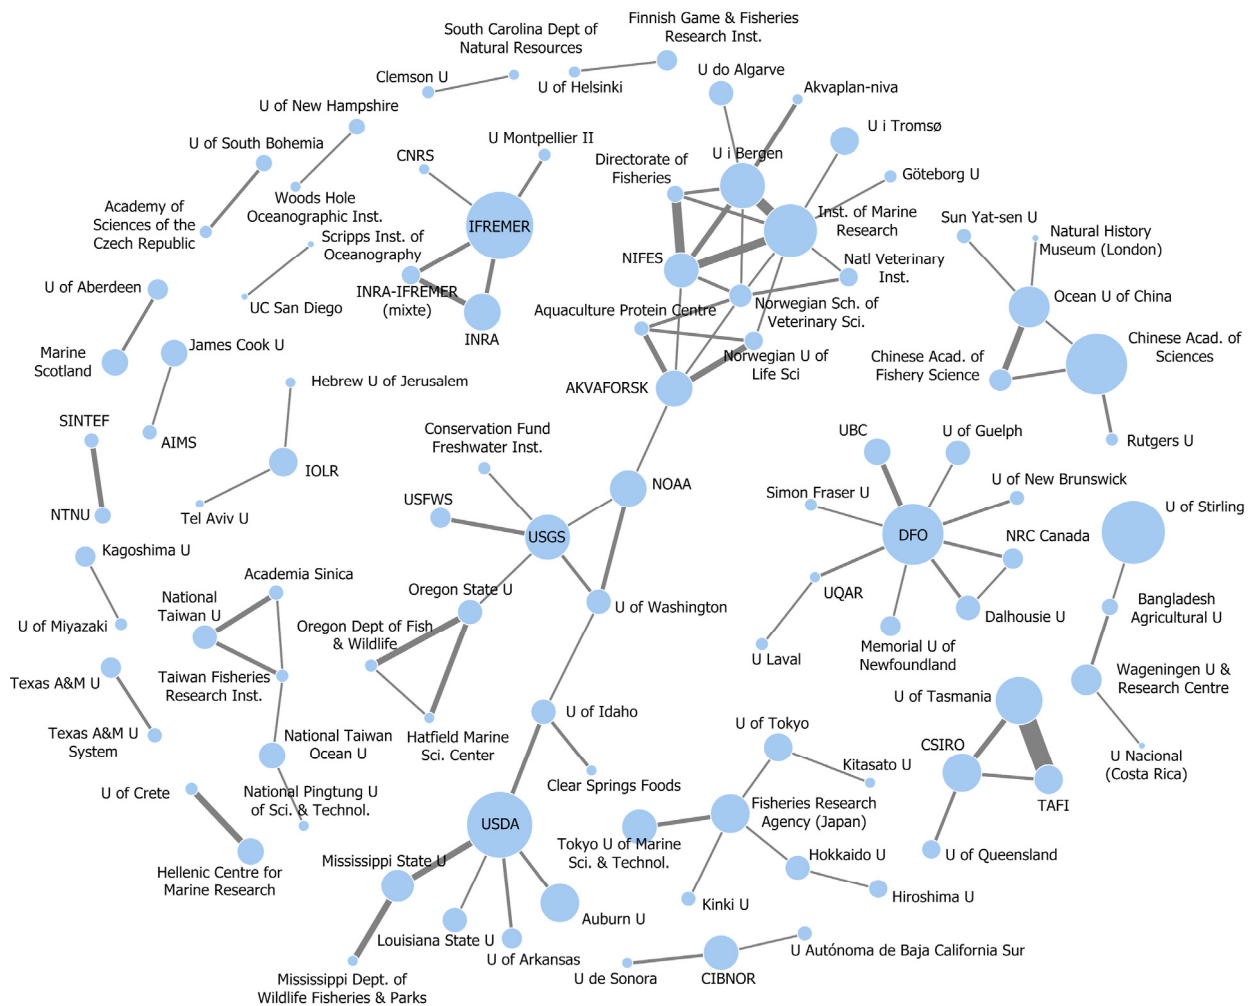 South Carolina Dept of
Natural Resources
Finnish Game & Fisheries
Research Inst.
Clemson U
U of Helsinki
U do Algarve
Akvaplan-niva
U of New Hampshire
U i Tromsø
U of South Bohemia
CNRS
U Montpellier II
Directorate of
Fisheries
U i Bergen
Göteborg U
Woods Hole
Oceanographic Inst.
Academy of
Sciences of the
Czech Republic
IFREMER
Inst. of Marine
Research
Sun Yat-sen U
Natural History
Museum (London)
Scripps Inst. of
Oceanography
NIFES
Natl Veterinary
Inst.
U of Aberdeen
INRA-IFREMER
(mixte)
UC San Diego
Ocean U of China
Aquaculture Protein Centre
Norwegian Sch. of
Veterinary Sci.
INRA
Marine
Scotland
James Cook U
Norwegian U of
Life Sci
Chinese Acad. of
Fishery Science
Chinese Acad. of
Sciences
Hebrew U of Jerusalem
AKVAFORSK
SINTEF
AIMS
Conservation Fund
Freshwater Inst.
UBC
U of Guelph
Rutgers U
IOLR
NOAA
U of New Brunswick
Simon Fraser U
USFWS
U of Stirling
NTNU
Tel Aviv U
USGS
DFO
NRC Canada
Kagoshima U
Academia Sinica
Oregon State U
UQAR
National
Taiwan U
U of Washington
Bangladesh
Agricultural U
Dalhousie U
U of Miyazaki
Oregon Dept of Fish
& Wildlife
U Laval
Memorial U of
Newfoundland
Texas A&M U
Taiwan Fisheries
Research Inst.
Wageningen U &
Research Centre
U of Tasmania
U of Idaho
Texas A&M U
System
National Taiwan
Ocean U
Hatfield Marine
Sci. Center
U of Tokyo
CSIRO
U Nacional
(Costa Rica)
Kitasato U
Clear Springs Foods
U of Crete
National Pingtung U
of Sci. & Technol.
TAFI
Fisheries Research
Agency (Japan)
USDA
Tokyo U of Marine
Sci. & Technol.
Hokkaido U
U of Queensland
Mississippi State U
Hellenic Centre for
Marine Research
Hiroshima U
Kinki U
Auburn U
Louisiana State U
U of Arkansas
U Autónoma de Baja California Sur
Mississippi Dept. of
Wildlife Fisheries & Parks
U de Sonora
CIBNOR